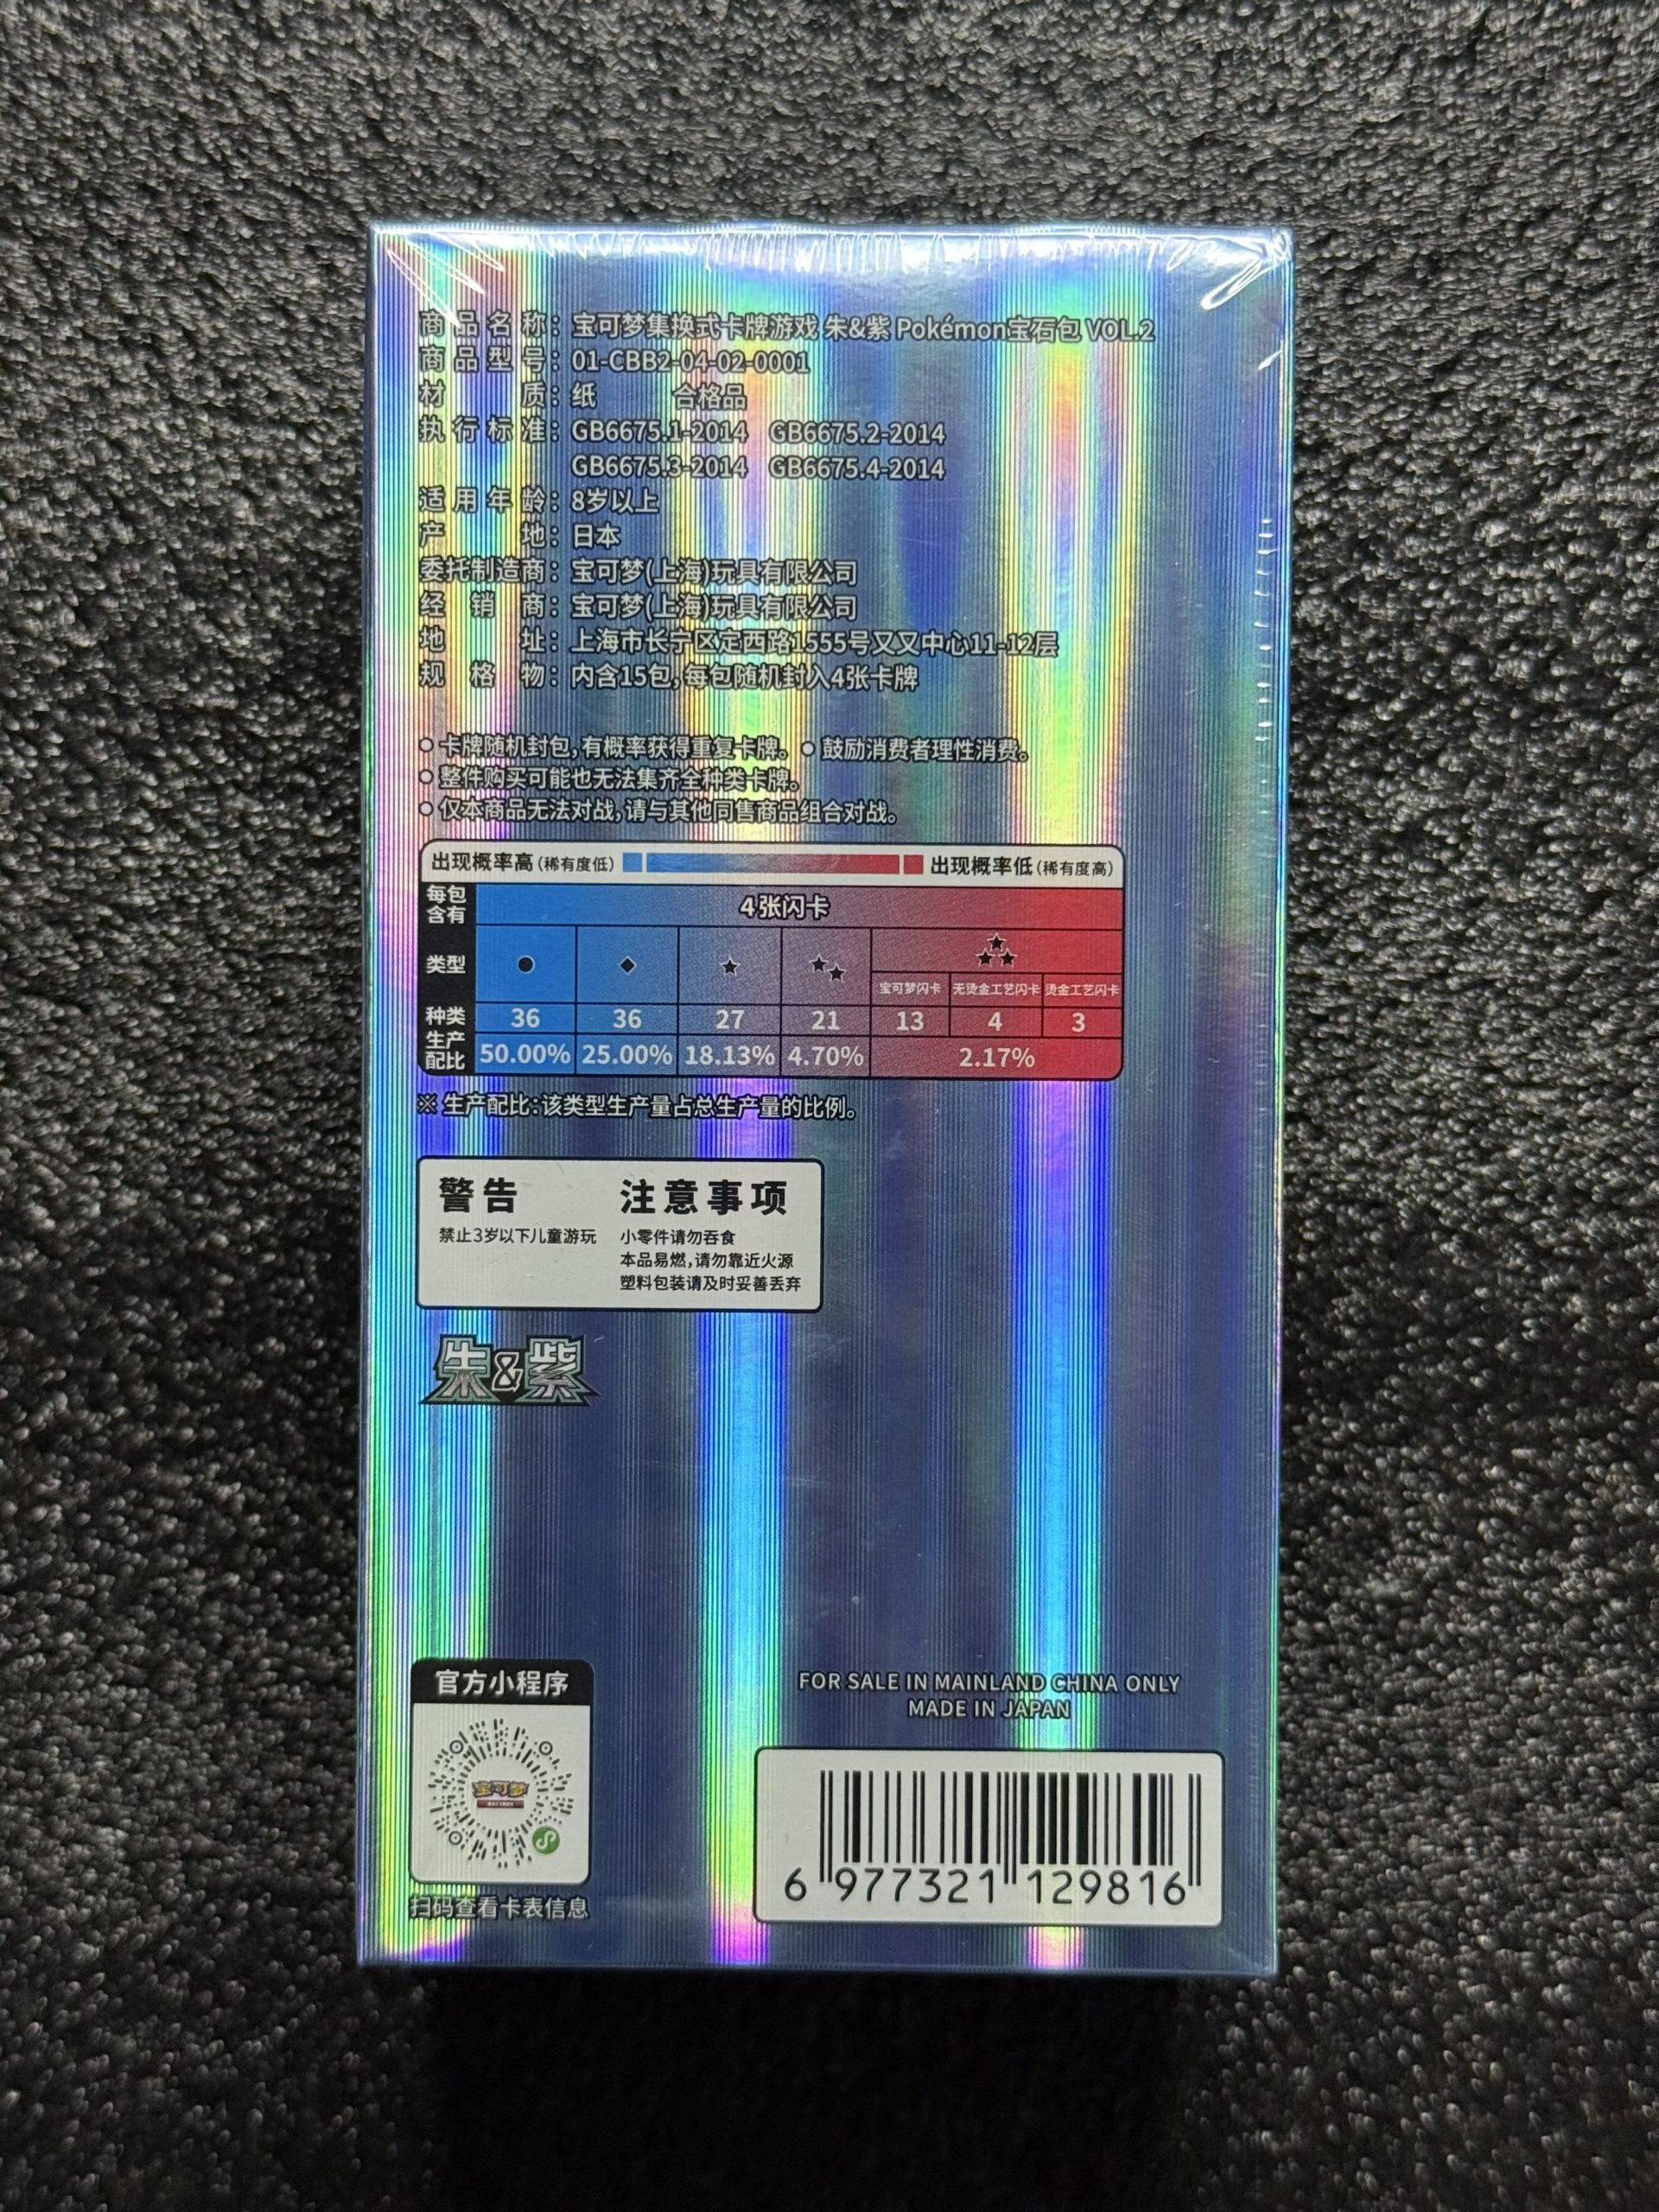 商品名称：宝可梦集换式卡牌游戏 朱&紫 Pokémon宝石包 VOL.2
商品型号：01-CBB2-04-02-0001
材质：纸 合格品
执行标准：GB6675.1-2014 GB6675.2-2014
GB6675.3-2014 GB6675.4-2014
适用年龄：8岁以上
产地：日本
委托制造商：宝可梦(上海)玩具有限公司
经销商：宝可梦(上海)玩具有限公司
地址：上海市长宁区定西路1555号又又中心11-12层
规格物：内含15包,每包随机封入4张卡牌
○ 卡牌随机封包,有概率获得重复卡牌。 ○ 鼓励消费者理性消费。
○ 整件购买可能也无法集齐全种类卡牌。
○ 仅本商品无法对战,请与其他同售商品组合对战。
出现概率高(稀有度低) 出现概率低(稀有度高)
每包含有 4张闪卡
类型 ● ◆ ★ ★★ ★★★
宝可梦闪卡 无烫金工艺闪卡 烫金工艺闪卡
种类 36 36 27 21 13 4 3
生产配比 50.00% 25.00% 18.13% 4.70% 2.17%
※ 生产配比:该类型生产量占总生产量的比例。
警告
禁止3岁以下儿童游玩
注意事项
小零件请勿吞食
本品易燃,请勿靠近火源
塑料包装请及时妥善丢弃
朱&紫
官方小程序
宝可梦
扫码查看卡表信息
FOR SALE IN MAINLAND CHINA ONLY
MADE IN JAPAN
6 977321 129816